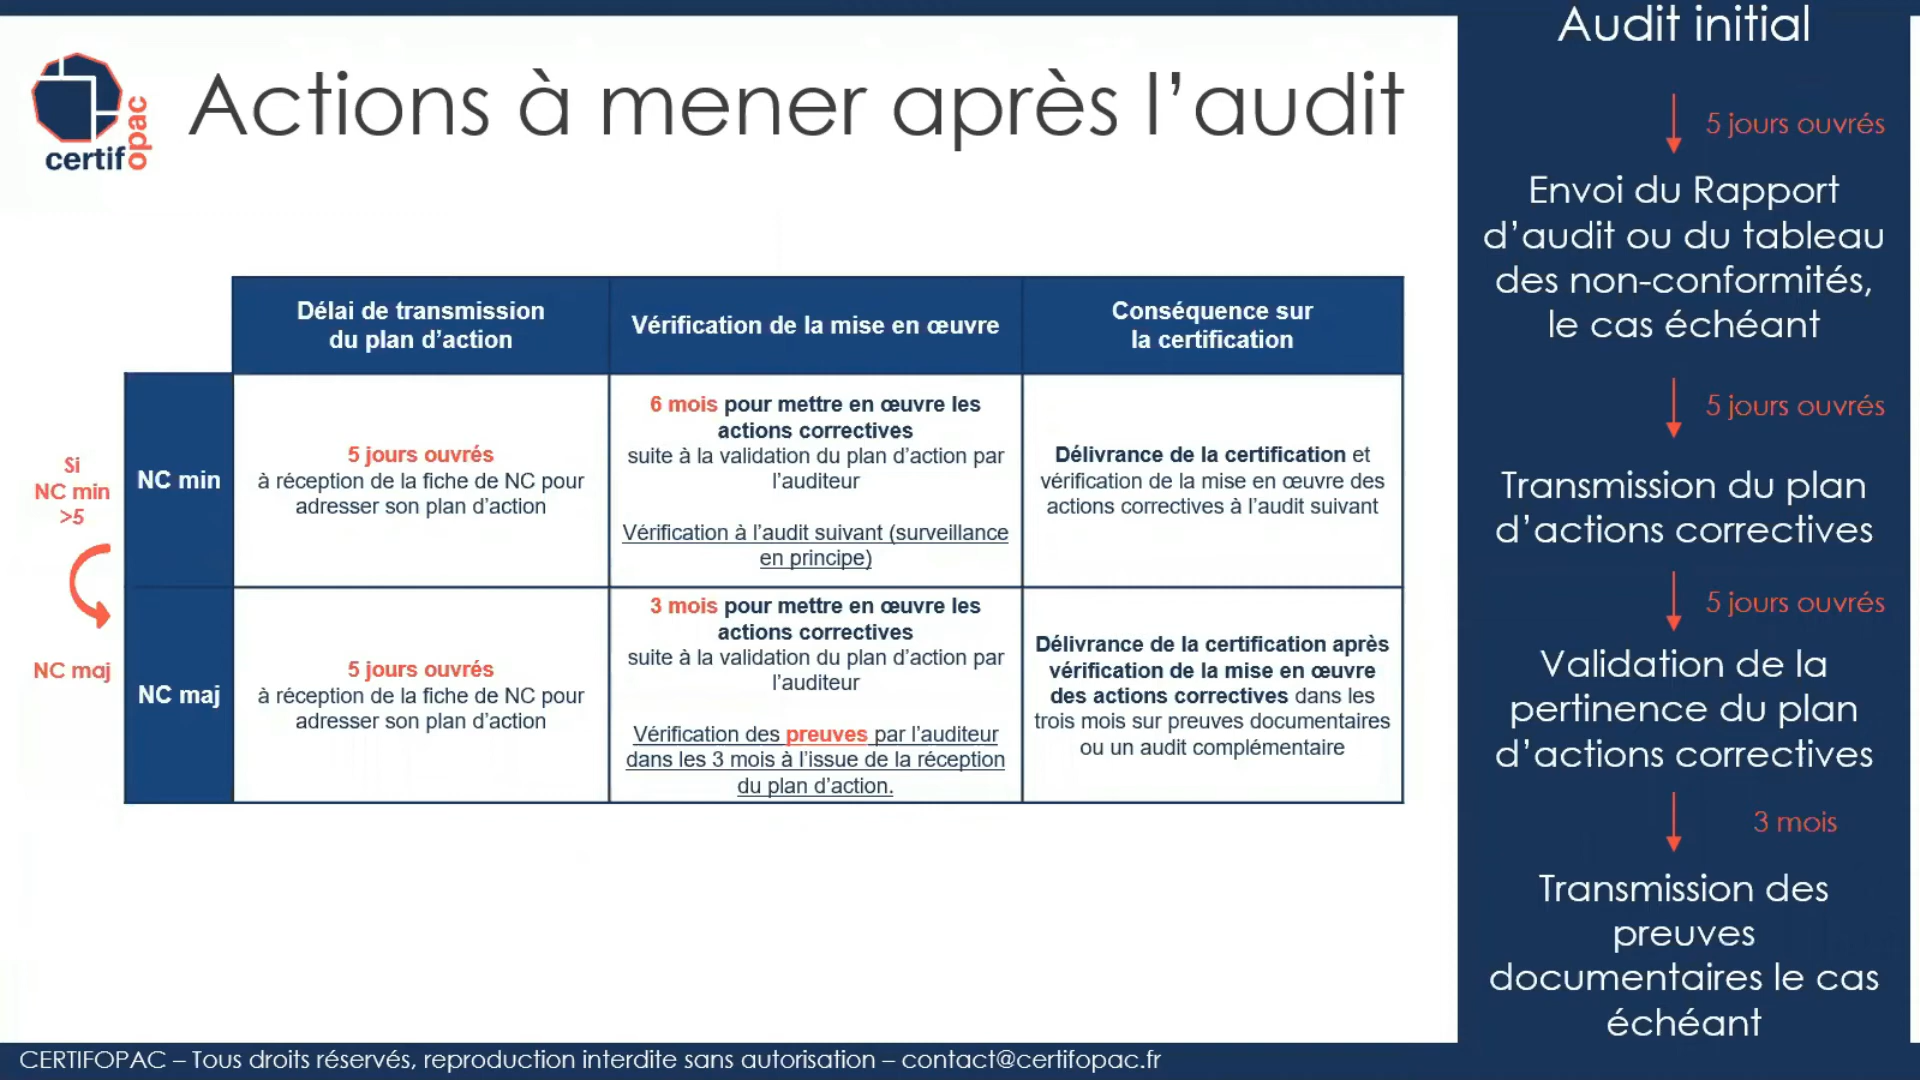 certifopac
Actions à mener après l’audit
Délai de transmission
du plan d’action
Vérification de la mise en œuvre
Conséquence sur
la certification
Si
NC min
>5
NC maj
NC min
5 jours ouvrés
à réception de la fiche de NC pour
adresser son plan d’action
6 mois pour mettre en œuvre les
actions correctives
suite à la validation du plan d’action par
l’auditeur
Vérification à l’audit suivant (surveillance
en principe)
Délivrance de la certification et
vérification de la mise en œuvre des
actions correctives à l’audit suivant
NC maj
5 jours ouvrés
à réception de la fiche de NC pour
adresser son plan d’action
3 mois pour mettre en œuvre les
actions correctives
suite à la validation du plan d’action par
l’auditeur
Vérification des preuves par l’auditeur
dans les 3 mois à l’issue de la réception
du plan d’action.
Délivrance de la certification après
vérification de la mise en œuvre
des actions correctives dans les
trois mois sur preuves documentaires
ou un audit complémentaire
Audit initial
5 jours ouvrés
Envoi du Rapport
d’audit ou du tableau
des non-conformités,
le cas échéant
5 jours ouvrés
Transmission du plan
d’actions correctives
5 jours ouvrés
Validation de la
pertinence du plan
d’actions correctives
3 mois
Transmission des
preuves
documentaires le cas
échéant
CERTIFOPAC – Tous droits réservés, reproduction interdite sans autorisation – contact@certifopac.fr